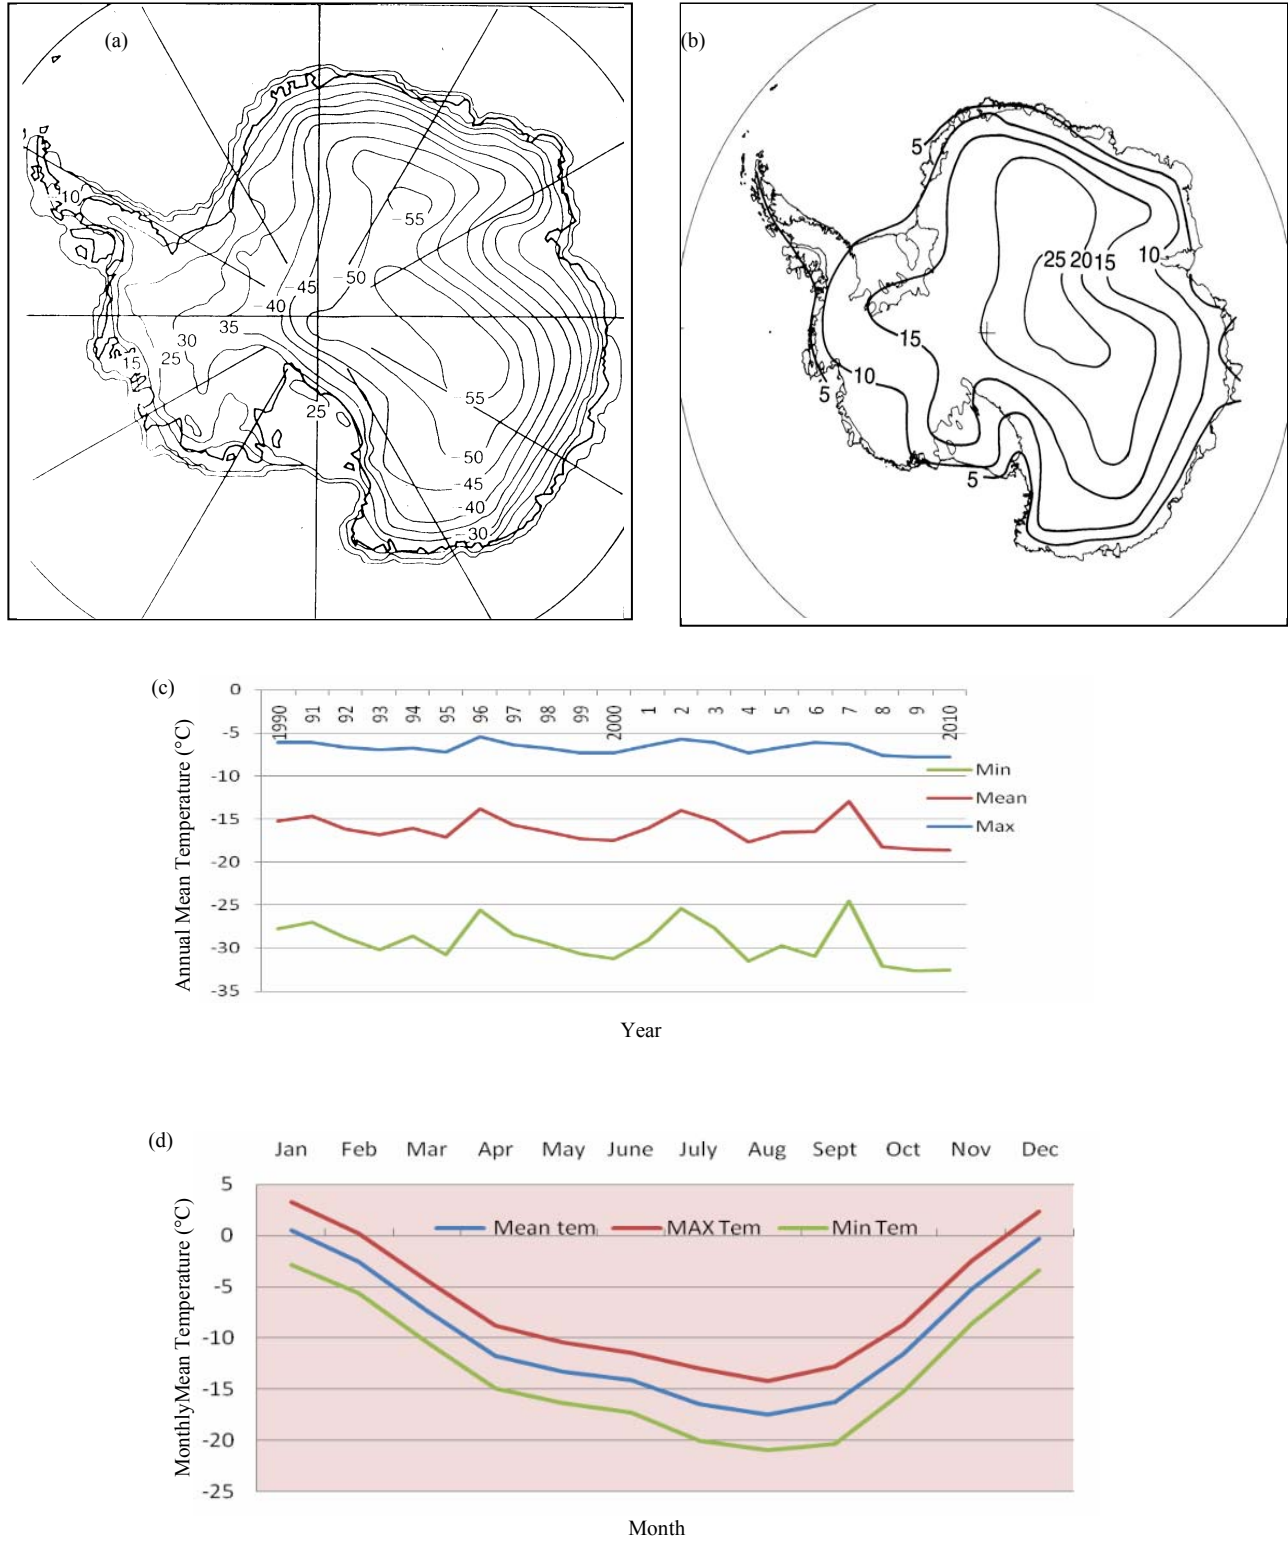 (a)
10
-55
-45
-50
-40
35
30
25
15
25
-55
-50
-45
-40
-30
(b)
5
25 20 15
10
15
10
5
5
(c)
Annual Mean Temperature (°C)
0
-5
-10
-15
-20
-25
-30
-35
1990 91 92 93 94 95 96 97 98 99 2000 1 2 3 4 5 6 7 8 9 2010
Min
Mean
Max
Year
(d)
Jan Feb Mar Apr May June July Aug Sept Oct Nov Dec
MonthlyMean Temperature (°C)
5
0
-5
-10
-15
-20
-25
Mean tem MAX Tem Min Tem
Month